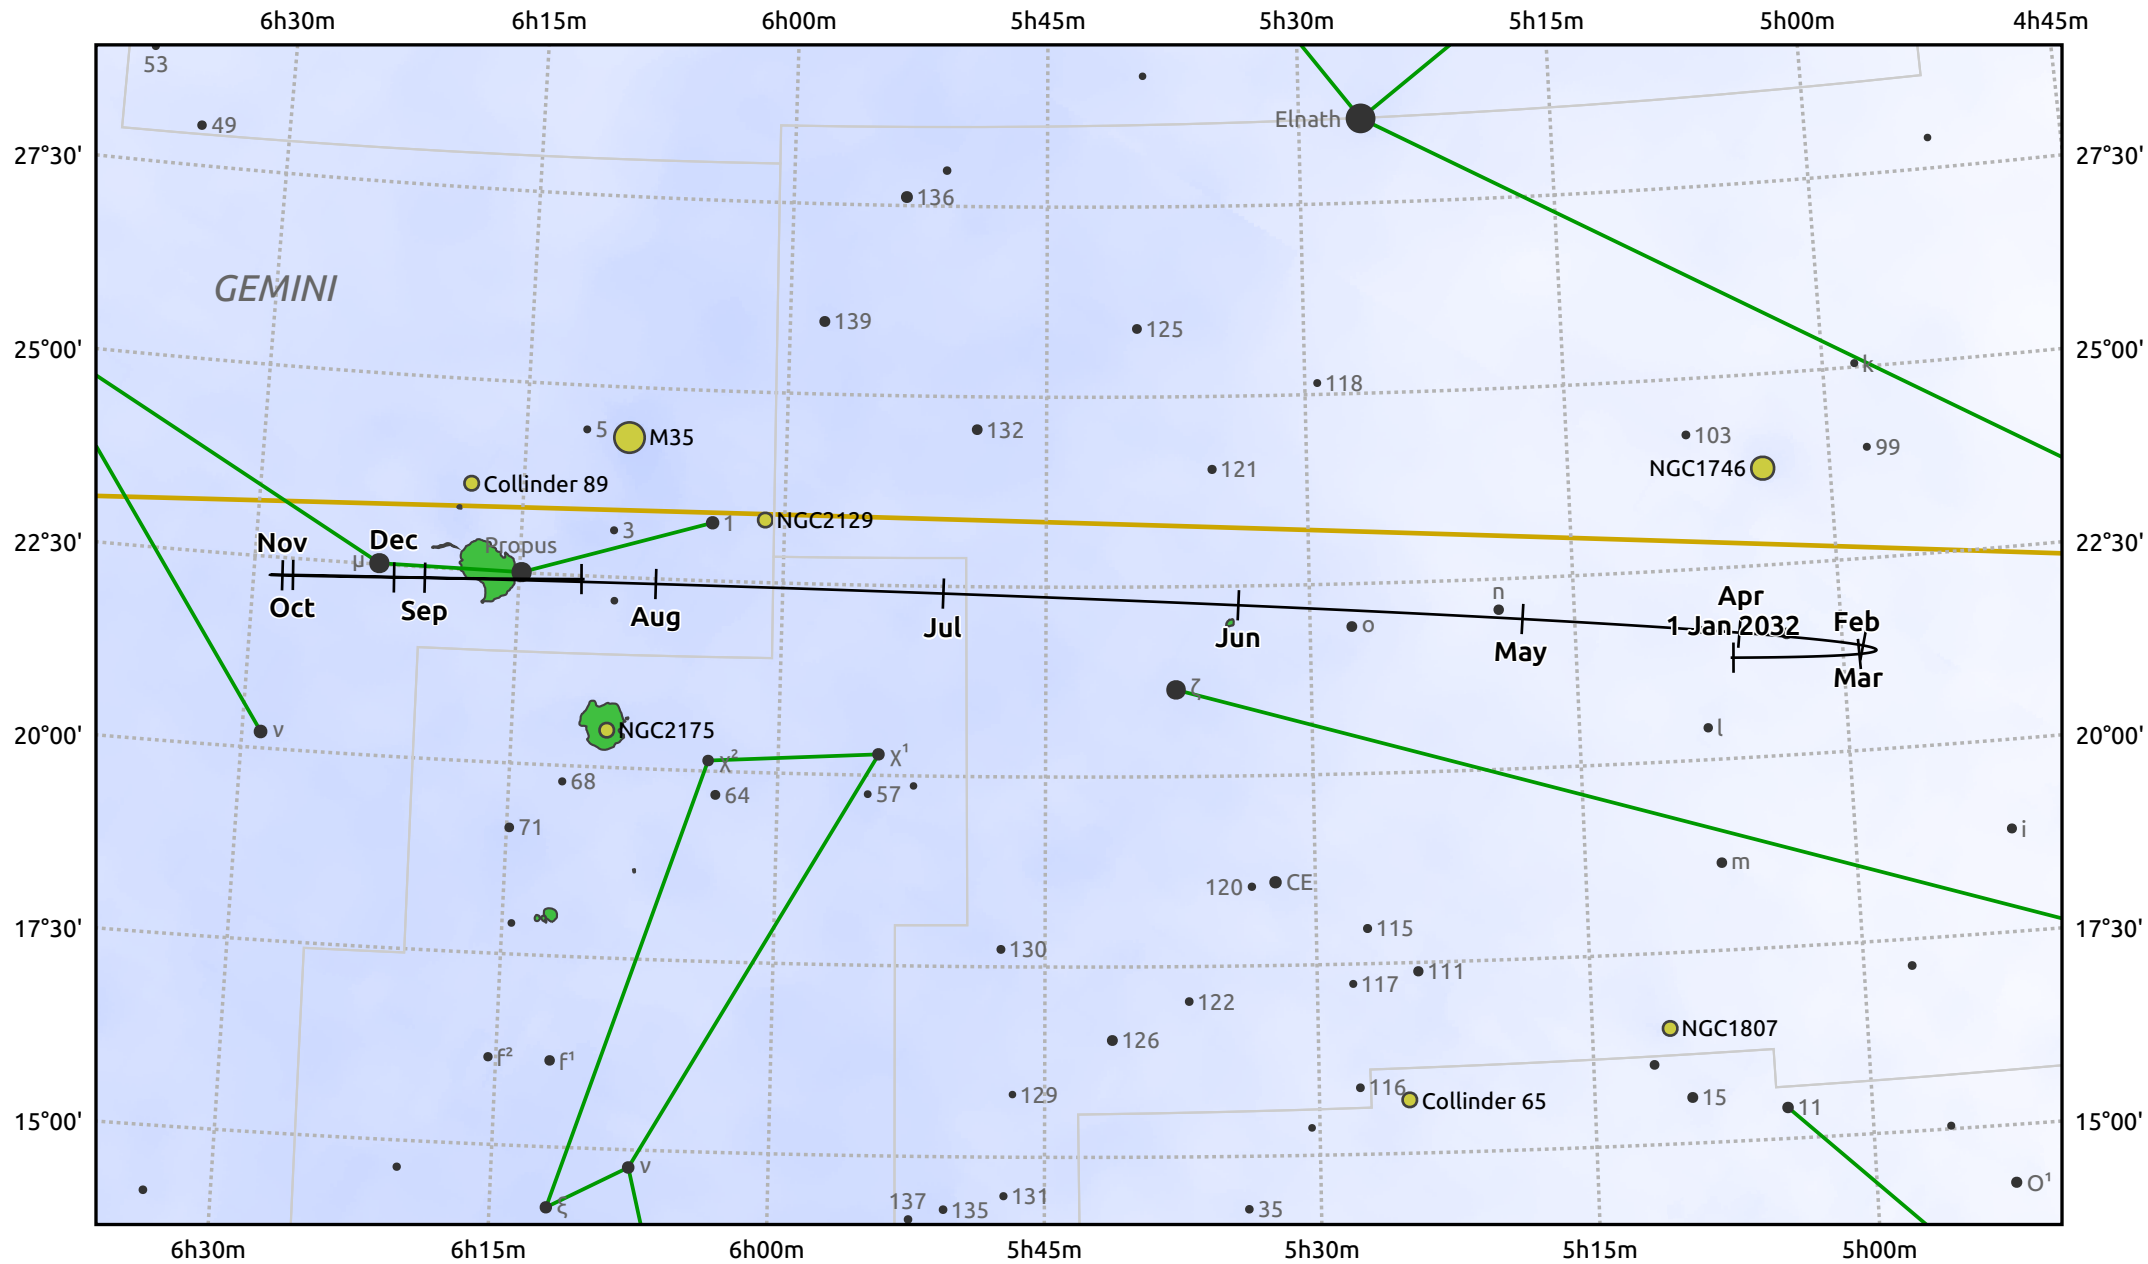 6h30m 6h15m 6h00m 5h45m 5h30m 5h15m 5h00m 4h45m
53
49
Elnath
27°30' 27°30'
136
GEMINI
139
125
25°00' 25°00'
k
118
5
M35
132
103
99
121
NGC1746
Collinder 89
1
NGC2129
3
22°30' 22°30'
Nov
Dec
Propus
μ
n
Apr
Oct
Sep
Aug
Jul
Jun
o
1 Jan 2032
Feb
May
Mar
ζ
ν
NGC2175
l
20°00' 20°00'
χ²
χ¹
68
64
57
71
i
m
120
CE
17°30' 17°30'
115
130
111
117
122
NGC1807
126
f²
f¹
129
116
Collinder 65
15
11
15°00' 15°00'
ν
ς
137
135
131
35
O¹
6h30m 6h15m 6h00m 5h45m 5h30m 5h15m 5h00m